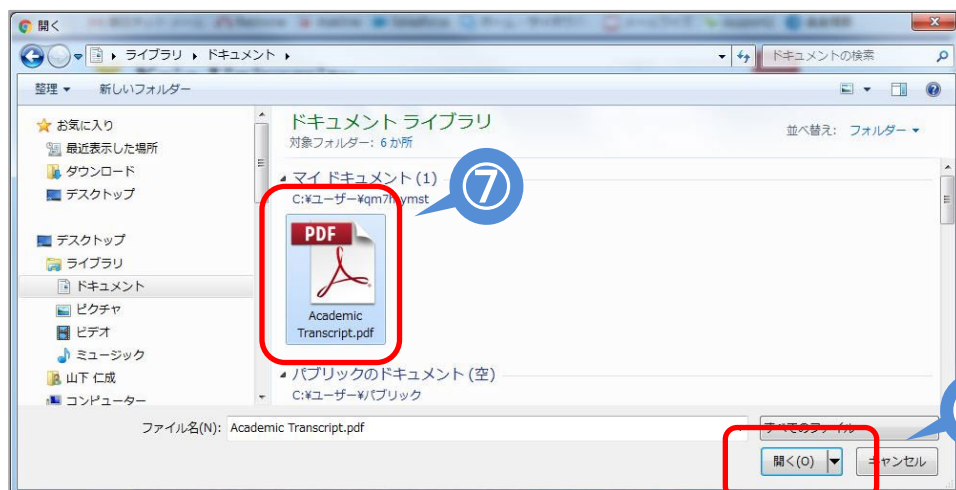 開く
ライブラリ ▸ ドキュメント ▸
ドキュメントの検索
整理 ▼ 新しいフォルダー
お気に入り
最近表示した場所
ダウンロード
デスクトップ
デスクトップ
ライブラリ
ドキュメント
ピクチャ
ビデオ
ミュージック
山下 仁成
コンピューター
ドキュメント ライブラリ
対象フォルダー: 6 か所
並べ替え: フォルダー ▼
マイ ドキュメント (1)
⑦
PDF
Academic
Transcript.pdf
パブリックのドキュメント (空)
C:¥ユーザー¥パブリック
ファイル名(N): Academic Transcript.pdf
すべてのファイル
開く(O) ▼
キャンセル